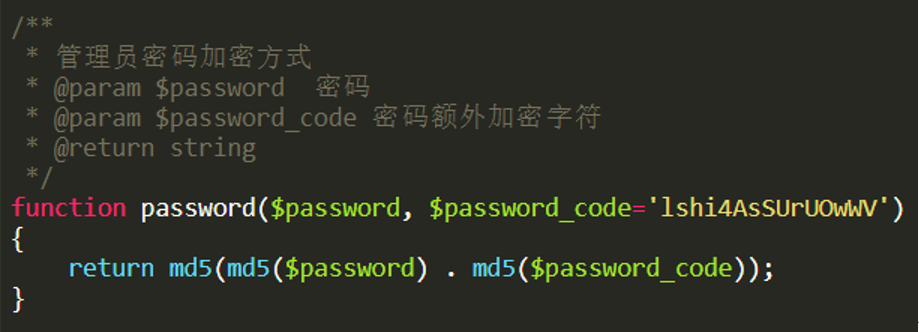 /**
 * 管理员密码加密方式
 * @param $password  密码
 * @param $password_code 密码额外加密字符
 * @return string
 */
function password($password, $password_code='lshi4AsSUrUOwWV')
{
    return md5(md5($password) . md5($password_code));
}